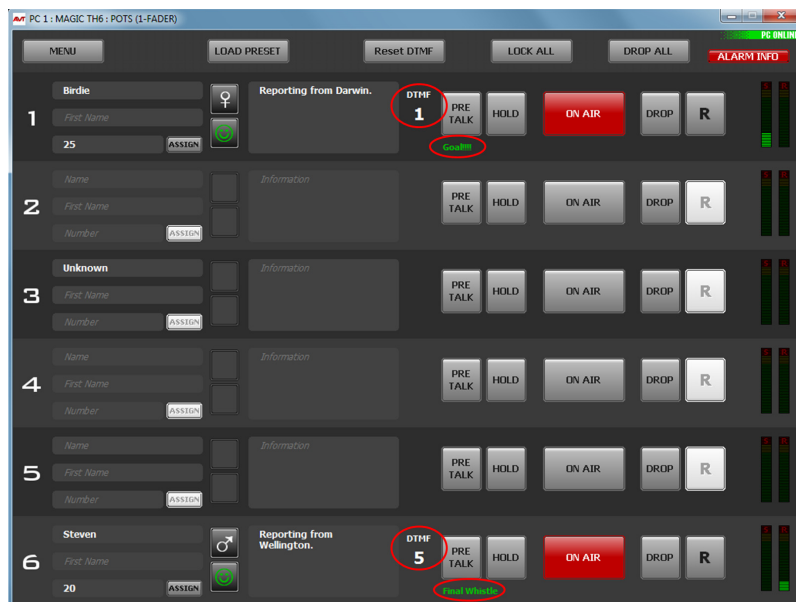 AVT PC 1 : MAGIC TH6 : POTS (1-FADER)
PC ONLINE
MENU LOAD PRESET Reset DTMF LOCK ALL DROP ALL ALARM INFO
1 Birdie Reporting from Darwin. DTMF 1 PRE TALK HOLD ON AIR DROP R S R
First Name
25 ASSIGN Goal!!!!
2 Name Information PRE TALK HOLD ON AIR DROP R S R
First Name
Number ASSIGN
3 Unknown Information PRE TALK HOLD ON AIR DROP R S R
First Name
Number ASSIGN
4 Name Information PRE TALK HOLD ON AIR DROP R S R
First Name
Number ASSIGN
5 Name Information PRE TALK HOLD ON AIR DROP R S R
First Name
Number ASSIGN
6 Steven Reporting from Wellington. DTMF 5 PRE TALK HOLD ON AIR DROP R S R
First Name
20 ASSIGN Final Whistle